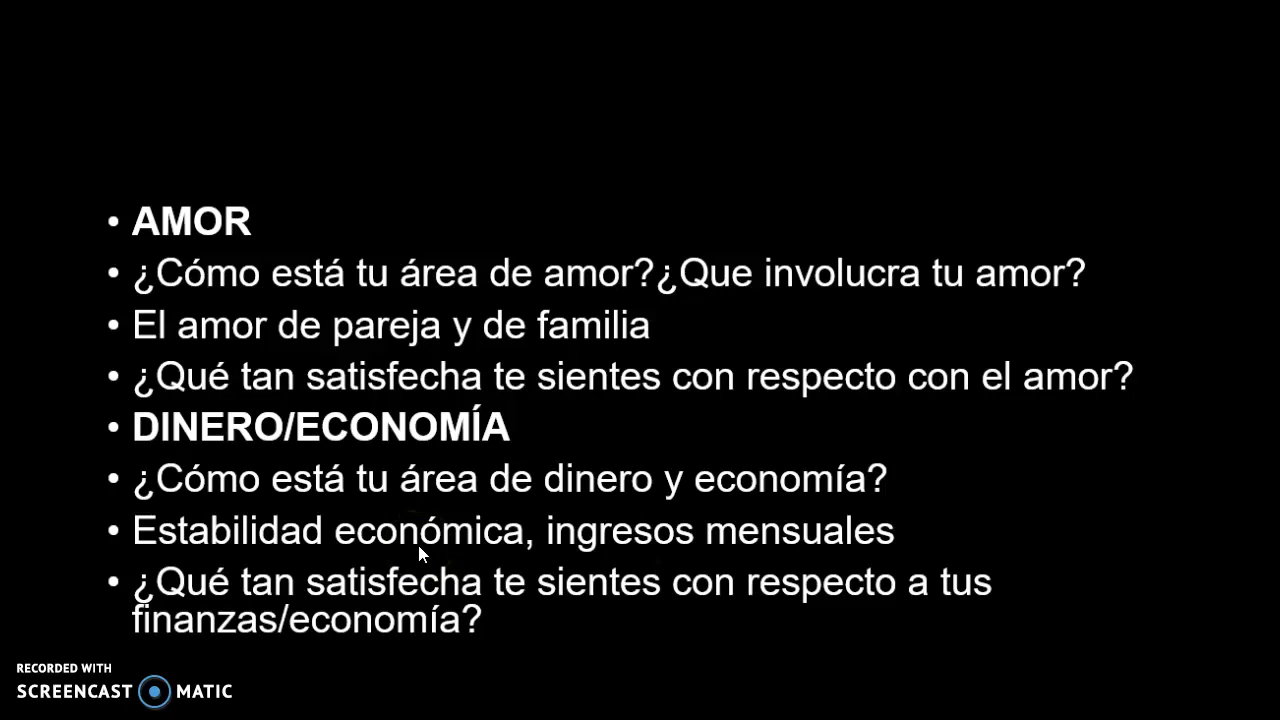 • AMOR
• ¿Cómo está tu área de amor?¿Que involucra tu amor?
• El amor de pareja y de familia
• ¿Qué tan satisfecha te sientes con respecto con el amor?
• DINERO/ECONOMÍA
• ¿Cómo está tu área de dinero y economía?
• Estabilidad económica, ingresos mensuales
• ¿Qué tan satisfecha te sientes con respecto a tus
finanzas/economía?
RECORDED WITH
SCREENCAST MATIC